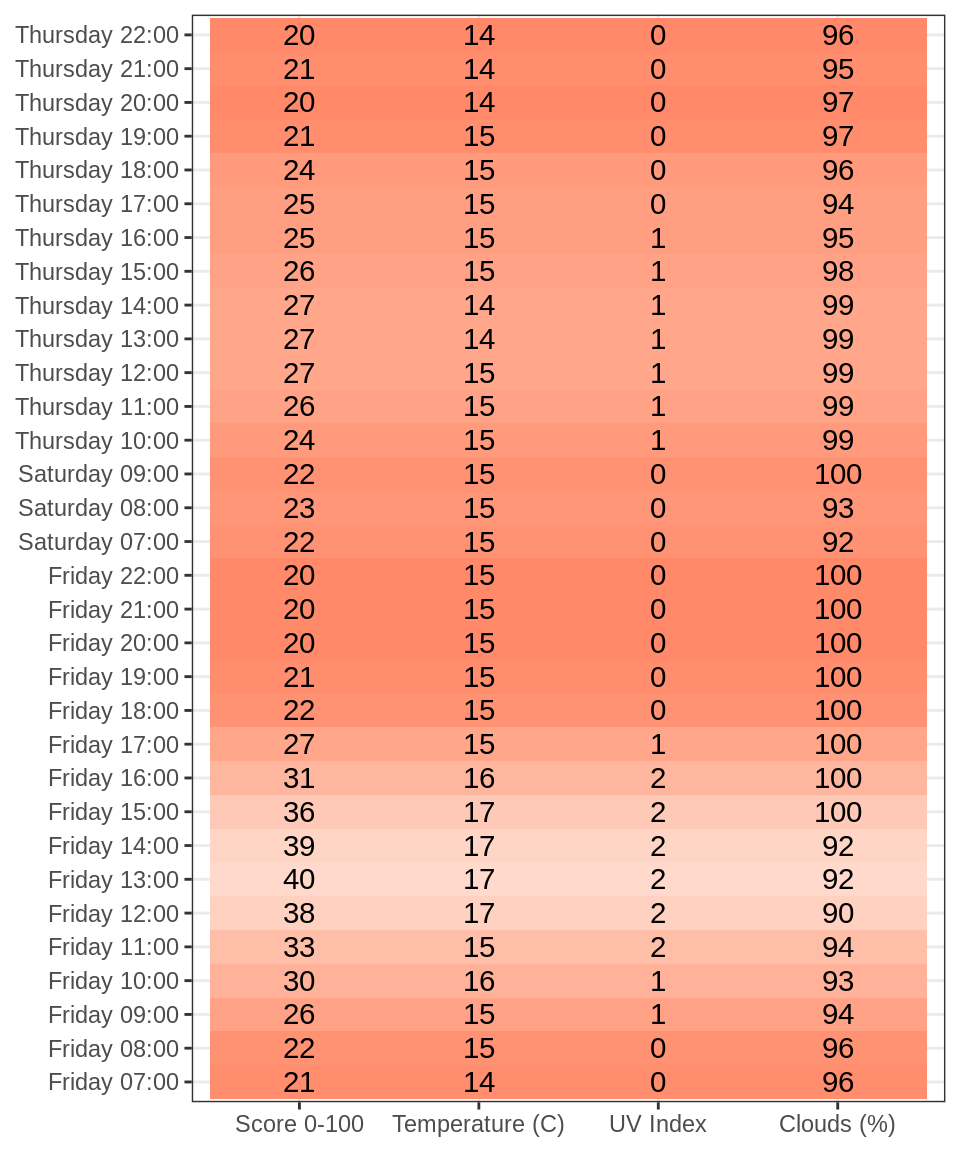 Thursday 22:00 20 14 0 96
Thursday 21:00 21 14 0 95
Thursday 20:00 20 14 0 97
Thursday 19:00 21 15 0 97
Thursday 18:00 24 15 0 96
Thursday 17:00 25 15 0 94
Thursday 16:00 25 15 1 95
Thursday 15:00 26 15 1 98
Thursday 14:00 27 14 1 99
Thursday 13:00 27 14 1 99
Thursday 12:00 27 15 1 99
Thursday 11:00 26 15 1 99
Thursday 10:00 24 15 1 99
Saturday 09:00 22 15 0 100
Saturday 08:00 23 15 0 93
Saturday 07:00 22 15 0 92
Friday 22:00 20 15 0 100
Friday 21:00 20 15 0 100
Friday 20:00 20 15 0 100
Friday 19:00 21 15 0 100
Friday 18:00 22 15 0 100
Friday 17:00 27 15 1 100
Friday 16:00 31 16 2 100
Friday 15:00 36 17 2 100
Friday 14:00 39 17 2 92
Friday 13:00 40 17 2 92
Friday 12:00 38 17 2 90
Friday 11:00 33 15 2 94
Friday 10:00 30 16 1 93
Friday 09:00 26 15 1 94
Friday 08:00 22 15 0 96
Friday 07:00 21 14 0 96
Score 0-100 Temperature (C) UV Index Clouds (%)